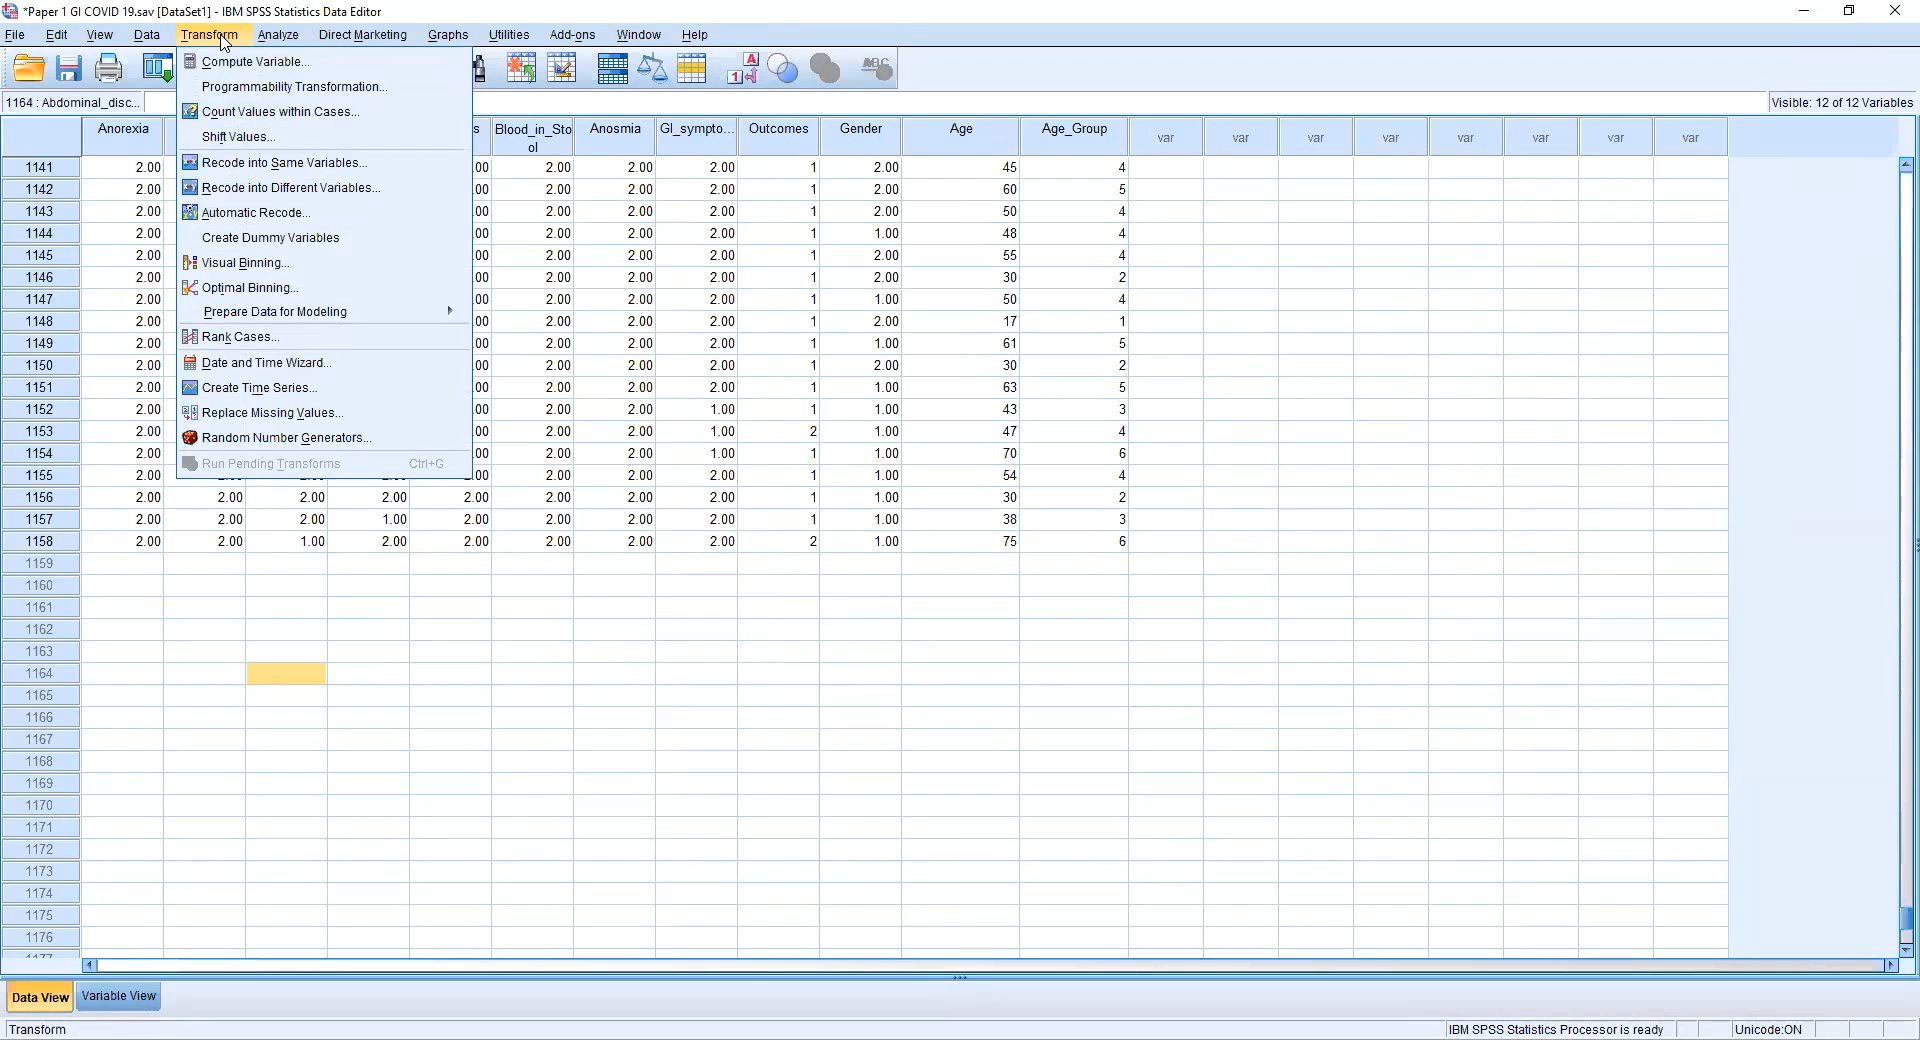 *Paper 1 GI COVID 19.sav [DataSet1] - IBM SPSS Statistics Data Editor
File Edit View Data Transform Analyze Direct Marketing Graphs Utilities Add-ons Window Help
1164 : Abdominal_disc... Visible: 12 of 12 Variables
Compute Variable...
Programmability Transformation...
Count Values within Cases...
Shift Values...
Recode into Same Variables...
Recode into Different Variables...
Automatic Recode...
Create Dummy Variables
Visual Binning...
Optimal Binning...
Prepare Data for Modeling
Rank Cases...
Date and Time Wizard...
Create Time Series...
Replace Missing Values...
Random Number Generators...
Run Pending Transforms Ctrl+G
Anorexia s Blood_in_Sto
ol Anosmia GI_sympto... Outcomes Gender Age Age_Group var var var var var var var var
1141 2.00 .00 2.00 2.00 2.00 1 2.00 45 4
1142 2.00 .00 2.00 2.00 2.00 1 2.00 60 5
1143 2.00 .00 2.00 2.00 2.00 1 2.00 50 4
1144 2.00 .00 2.00 2.00 2.00 1 1.00 48 4
1145 2.00 .00 2.00 2.00 2.00 1 2.00 55 4
1146 2.00 .00 2.00 2.00 2.00 1 2.00 30 2
1147 2.00 .00 2.00 2.00 2.00 1 1.00 50 4
1148 2.00 .00 2.00 2.00 2.00 1 2.00 17 1
1149 2.00 .00 2.00 2.00 2.00 1 1.00 61 5
1150 2.00 .00 2.00 2.00 2.00 1 2.00 30 2
1151 2.00 .00 2.00 2.00 2.00 1 1.00 63 5
1152 2.00 .00 2.00 2.00 1.00 1 1.00 43 3
1153 2.00 .00 2.00 2.00 1.00 2 1.00 47 4
1154 2.00 .00 2.00 2.00 1.00 1 1.00 70 6
1155 2.00 2.00 2.00 2.00 2.00 1 1.00 54 4
1156 2.00 2.00 2.00 2.00 2.00 2.00 2.00 2.00 1 1.00 30 2
1157 2.00 2.00 2.00 1.00 2.00 2.00 2.00 2.00 1 1.00 38 3
1158 2.00 2.00 1.00 2.00 2.00 2.00 2.00 2.00 2 1.00 75 6
1159
1160
1161
1162
1163
1164
1165
1166
1167
1168
1169
1170
1171
1172
1173
1174
1175
1176
Data View Variable View
Transform IBM SPSS Statistics Processor is ready Unicode:ON